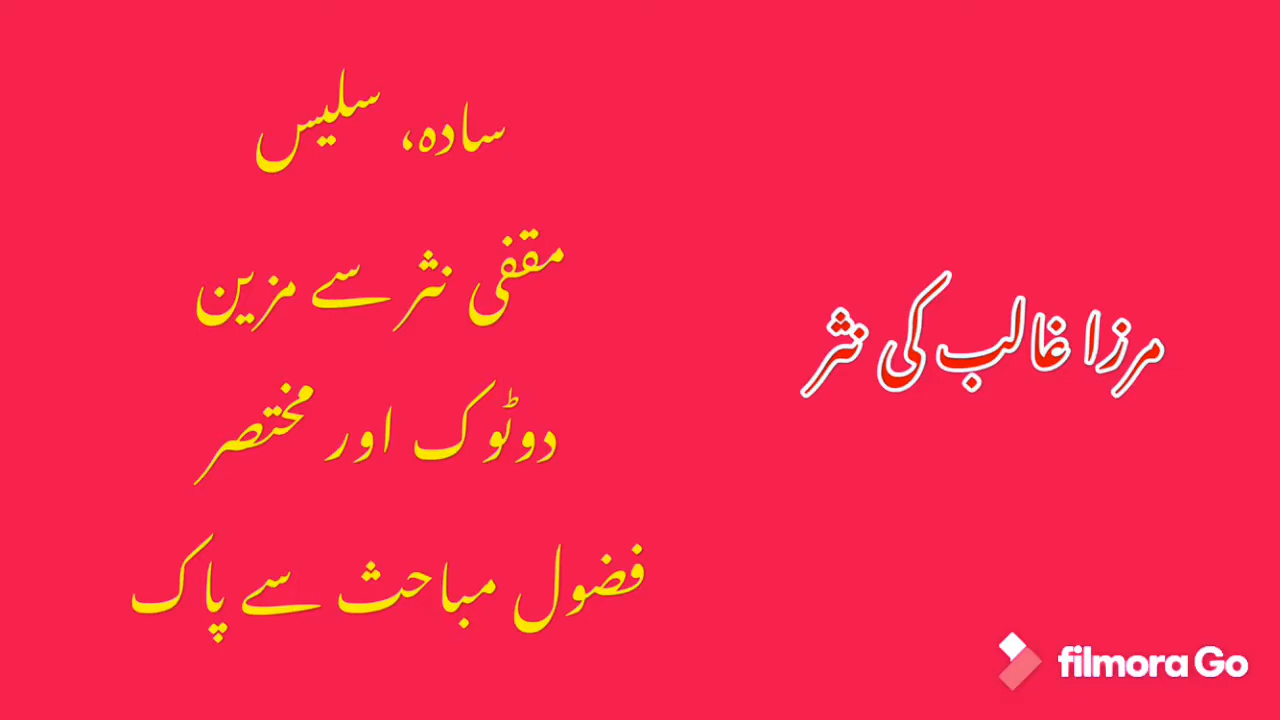 مرزا غالب کی نثر
سادہ، سلیس
مقفی نثر سے مزین
دوٹوک اور مختصر
فضول مباحث سے پاک
filmora Go